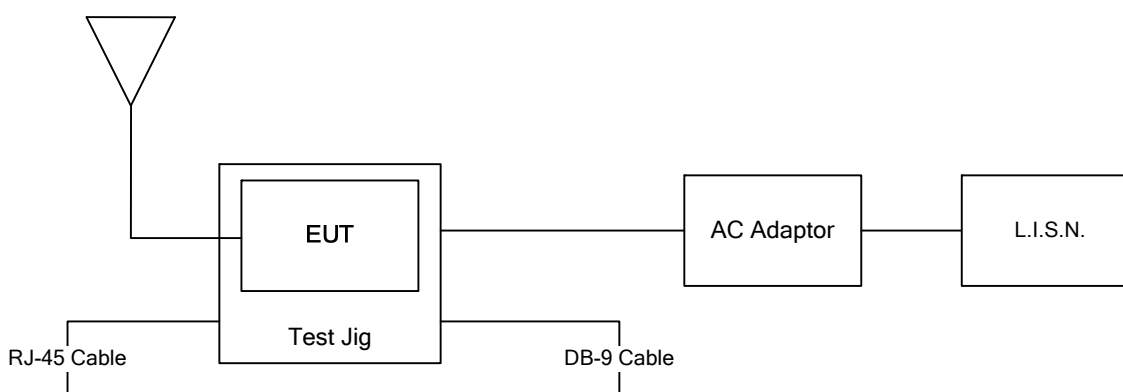 EUT
AC Adaptor
L.I.S.N.
Test Jig
RJ-45 Cable
DB-9 Cable